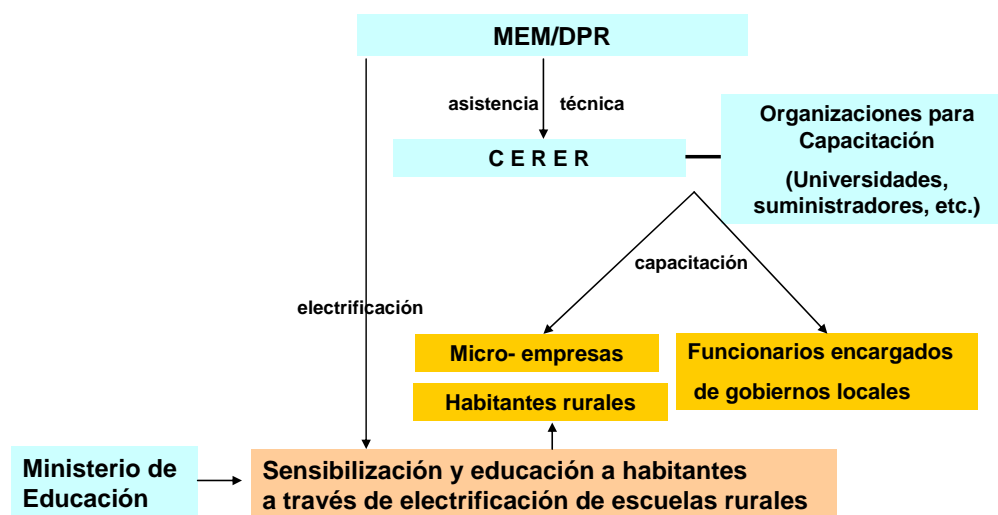 MEM/DPR
asistencia técnica
C E R E R
Organizaciones para
Capacitación
(Universidades,
suministradores, etc.)
capacitación
electrificación
Micro- empresas
Funcionarios encargados
de gobiernos locales
Habitantes rurales
Ministerio de
Educación
Sensibilización y educación a habitantes
a través de electrificación de escuelas rurales